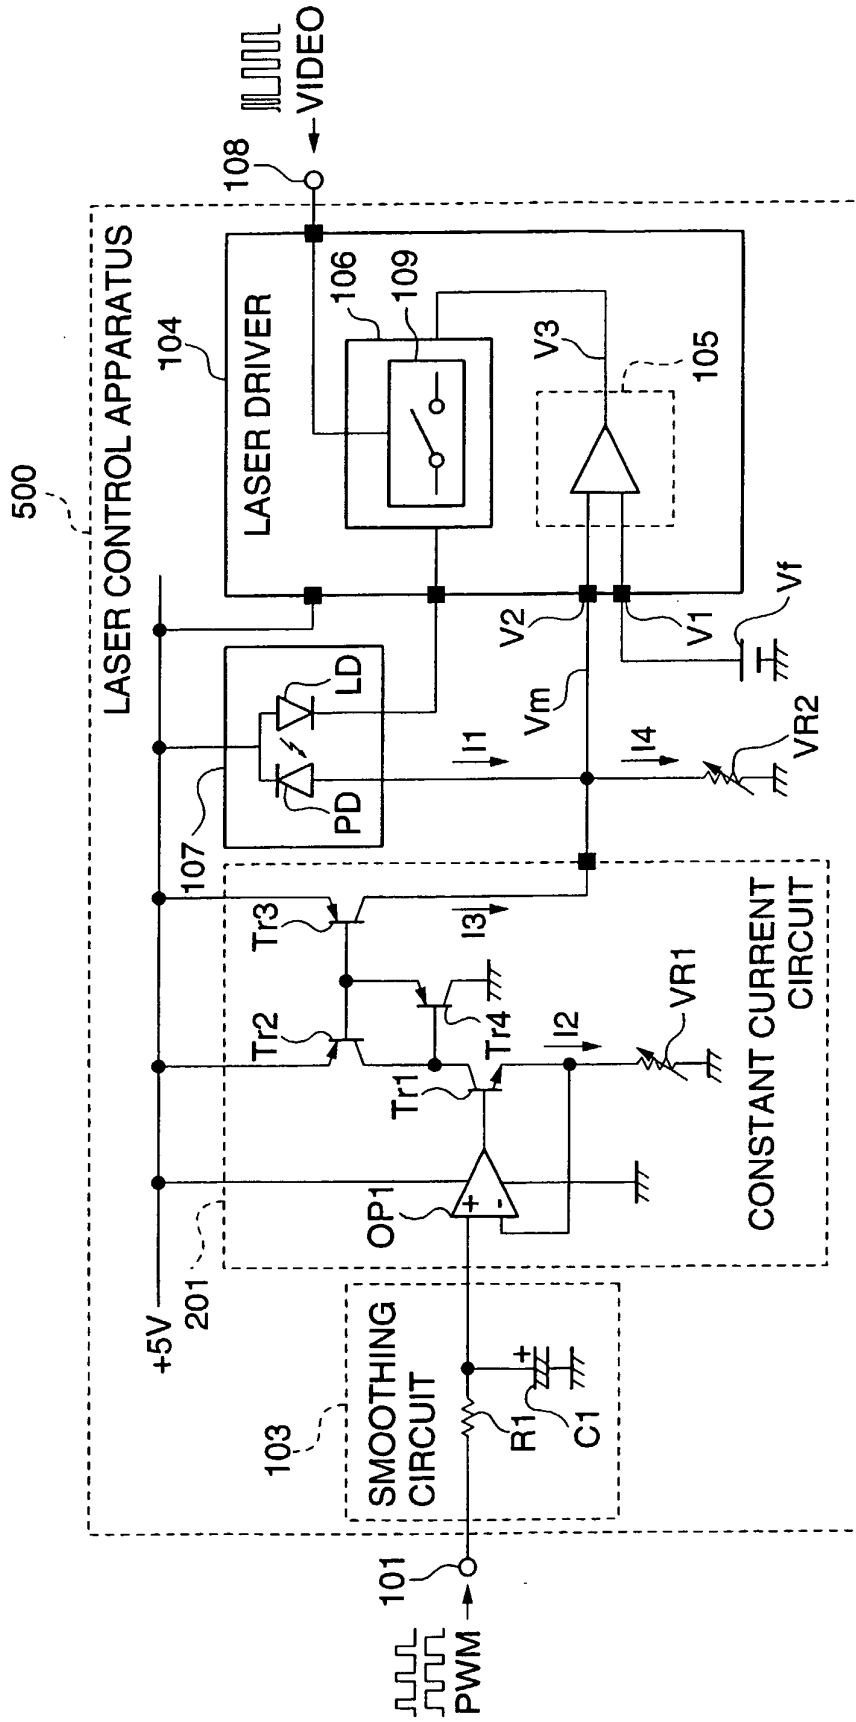 500
LASER CONTROL APPARATUS
+5V
201
107
PD
LD
104
LASER DRIVER
106
109
108
VIDEO
V3
105
V2
V1
Vf
Vm
I1
I4
VR2
Tr3
I3
Tr2
Tr4
Tr1
I2
VR1
OP1
+
-
CONSTANT CURRENT
CIRCUIT
103
SMOOTHING
CIRCUIT
R1
+
C1
101
PWM